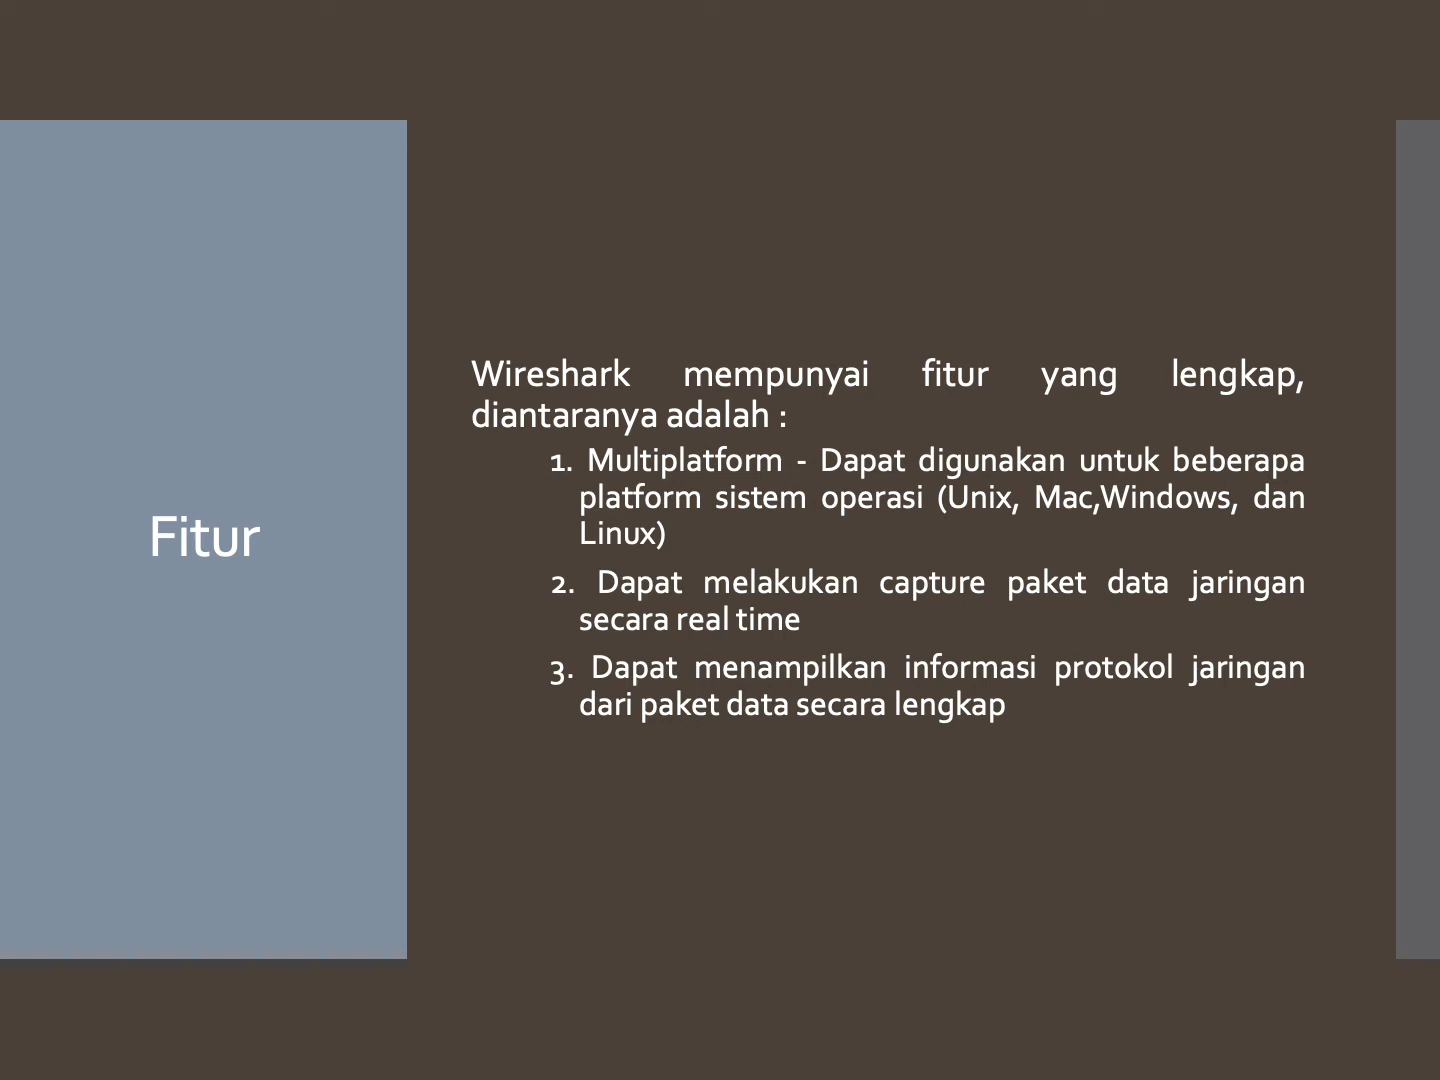 Fitur
Wireshark mempunyai fitur yang lengkap,
diantaranya adalah :
1. Multiplatform - Dapat digunakan untuk beberapa
platform sistem operasi (Unix, Mac,Windows, dan
Linux)
2. Dapat melakukan capture paket data jaringan
secara real time
3. Dapat menampilkan informasi protokol jaringan
dari paket data secara lengkap